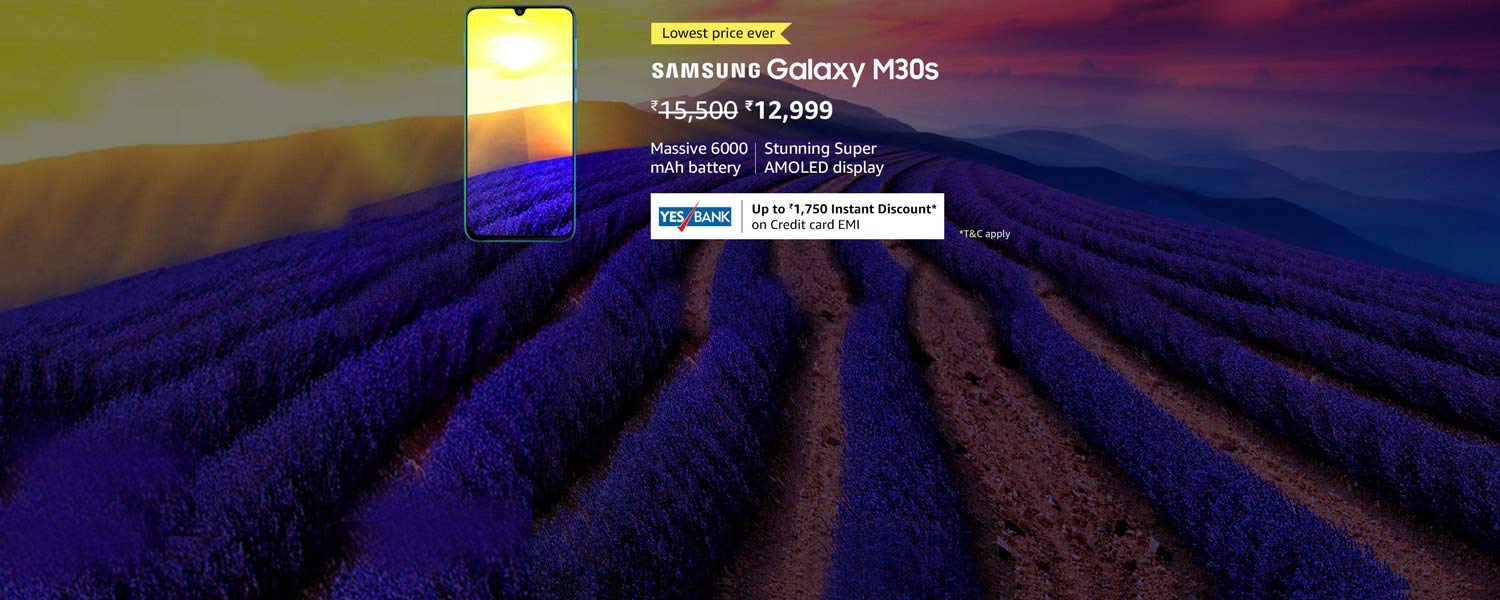 Lowest price ever
SAMSUNG Galaxy M30s
₹15,500 ₹12,999
Massive 6000
mAh battery
Stunning Super
AMOLED display
YES BANK
Up to ₹1,750 Instant Discount*
on Credit card EMI
*T&C apply